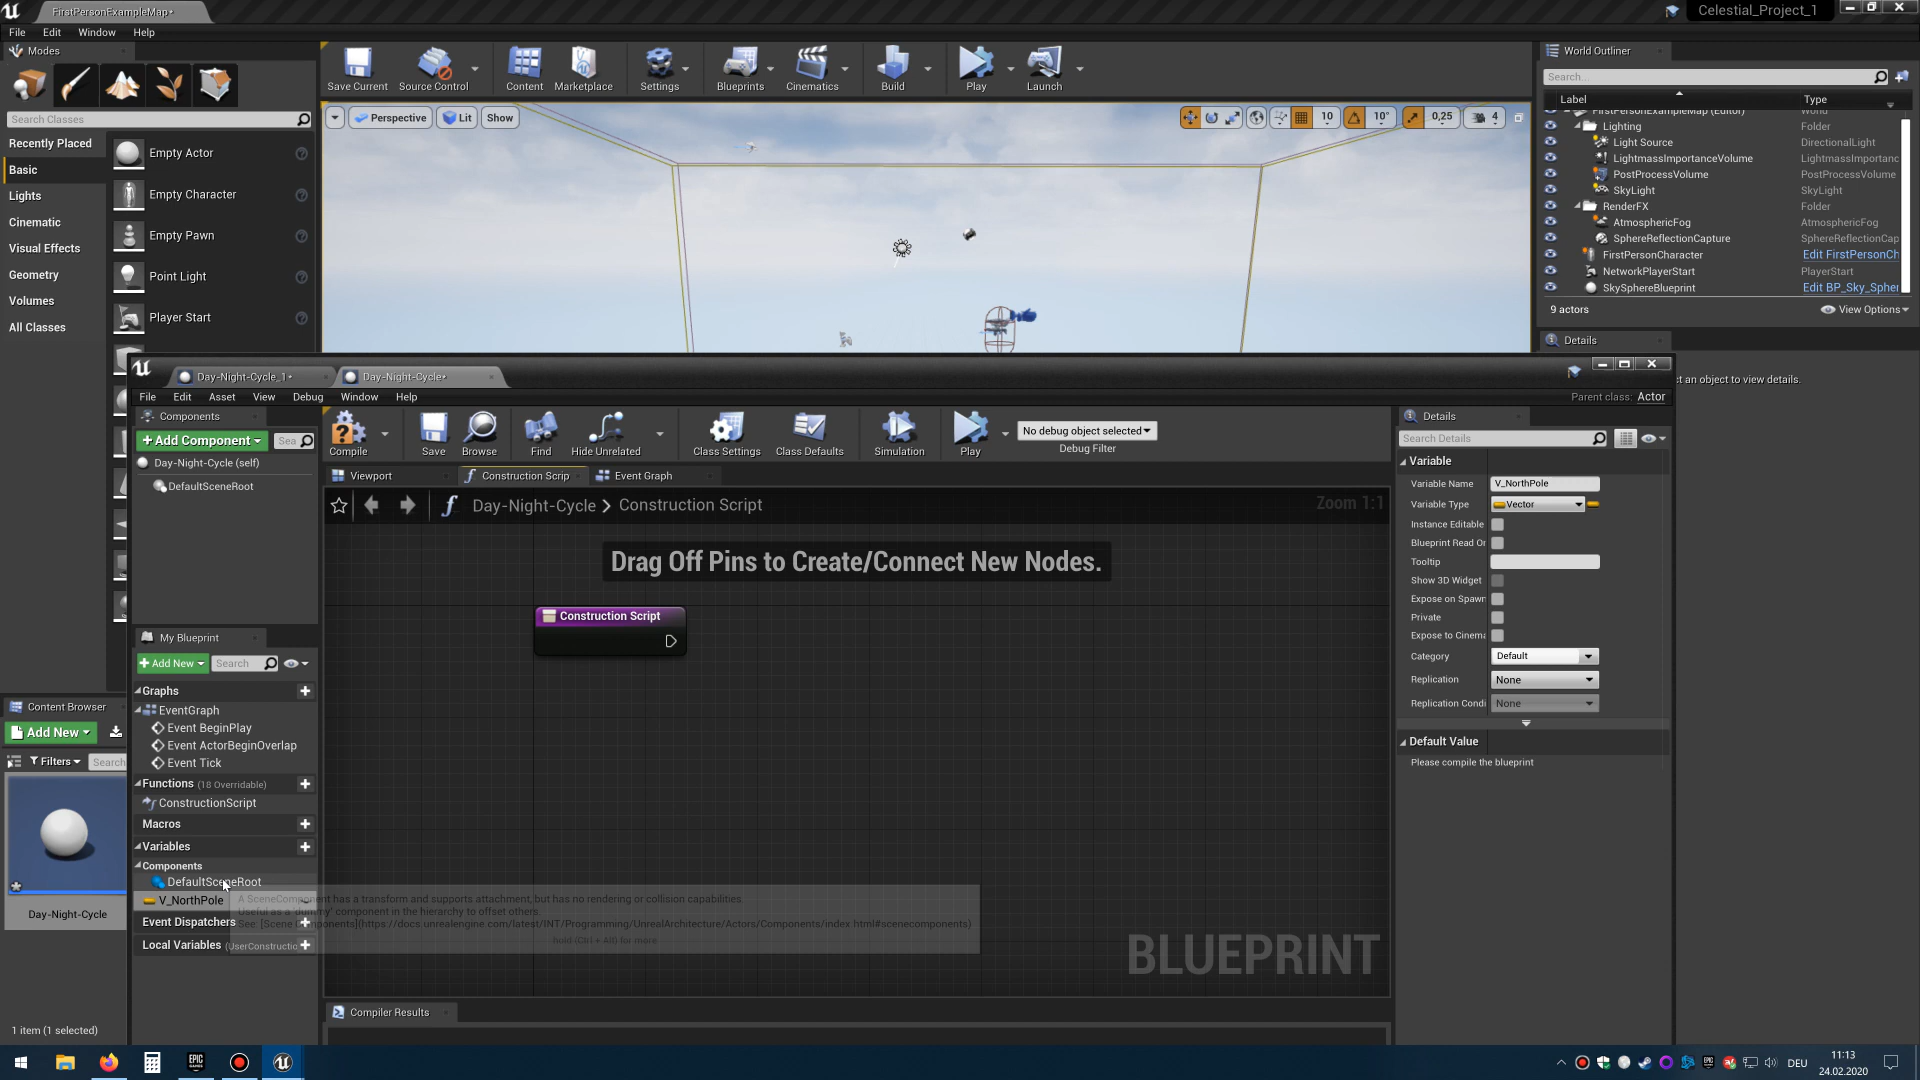 FirstPersonExampleMap*
Celestial_Project_1
File Edit Window Help
Modes
Search Classes
Recently Placed
Basic
Lights
Cinematic
Visual Effects
Geometry
Volumes
All Classes
Empty Actor
Empty Character
Empty Pawn
Point Light
Player Start
Save Current
Source Control
Content
Marketplace
Settings
Blueprints
Cinematics
Build
Play
Launch
Perspective
Lit
Show
10
10°
0,25
4
World Outliner
Search...
Label Type
FirstPersonExampleMap (Editor) World
Lighting Folder
Light Source DirectionalLight
LightmassImportanceVolume LightmassImportanc
PostProcessVolume PostProcessVolume
SkyLight SkyLight
RenderFX Folder
AtmosphericFog AtmosphericFog
SphereReflectionCapture SphereReflectionCap
FirstPersonCharacter Edit FirstPersonCh
NetworkPlayerStart PlayerStart
SkySphereBlueprint Edit BP_Sky_Spher
9 actors
View Options
Details
ct an object to view details.
Day-Night-Cycle_1*
Day-Night-Cycle*
File Edit Asset View Debug Window Help
Parent class: Actor
Components
+Add Component
Sea
Day-Night-Cycle (self)
DefaultSceneRoot
Compile
Save
Browse
Find
Hide Unrelated
Class Settings
Class Defaults
Simulation
Play
No debug object selected
Debug Filter
Viewport
Construction Scrip
Event Graph
Day-Night-Cycle > Construction Script
Zoom 1:1
Drag Off Pins to Create/Connect New Nodes.
Construction Script
BLUEPRINT
My Blueprint
+Add New
Search
Graphs
EventGraph
Event BeginPlay
Event ActorBeginOverlap
Event Tick
Functions (18 Overridable)
ConstructionScript
Macros
Variables
Components
DefaultSceneRoot
V_NorthPole
Event Dispatchers
Local Variables (UserConstructio
A SceneComponent has a transform and supports attachment, but has no rendering or collision capabilities.
Useful as a 'dummy' component in the hierarchy to offset others.
See: [Scene Components](https://docs.unrealengine.com/latest/INT/Programming/UnrealArchitecture/Actors/Components/index.html#scenecomponents)
hold (Ctrl + Alt) for more
Compiler Results
Details
Search Details
Variable
Variable Name V_NorthPole
Variable Type Vector
Instance Editable
Blueprint Read On
Tooltip
Show 3D Widget
Expose on Spawn
Private
Expose to Cinema
Category Default
Replication None
Replication Condi None
Default Value
Please compile the blueprint
Content Browser
Add New
Filters
Search
Day-Night-Cycle
1 item (1 selected)
EPIC
GAMES
DEU
11:13
24.02.2020